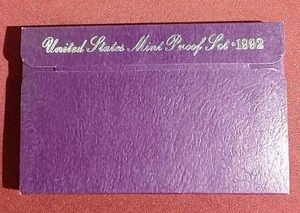 United States Mint Proof Set • 1992